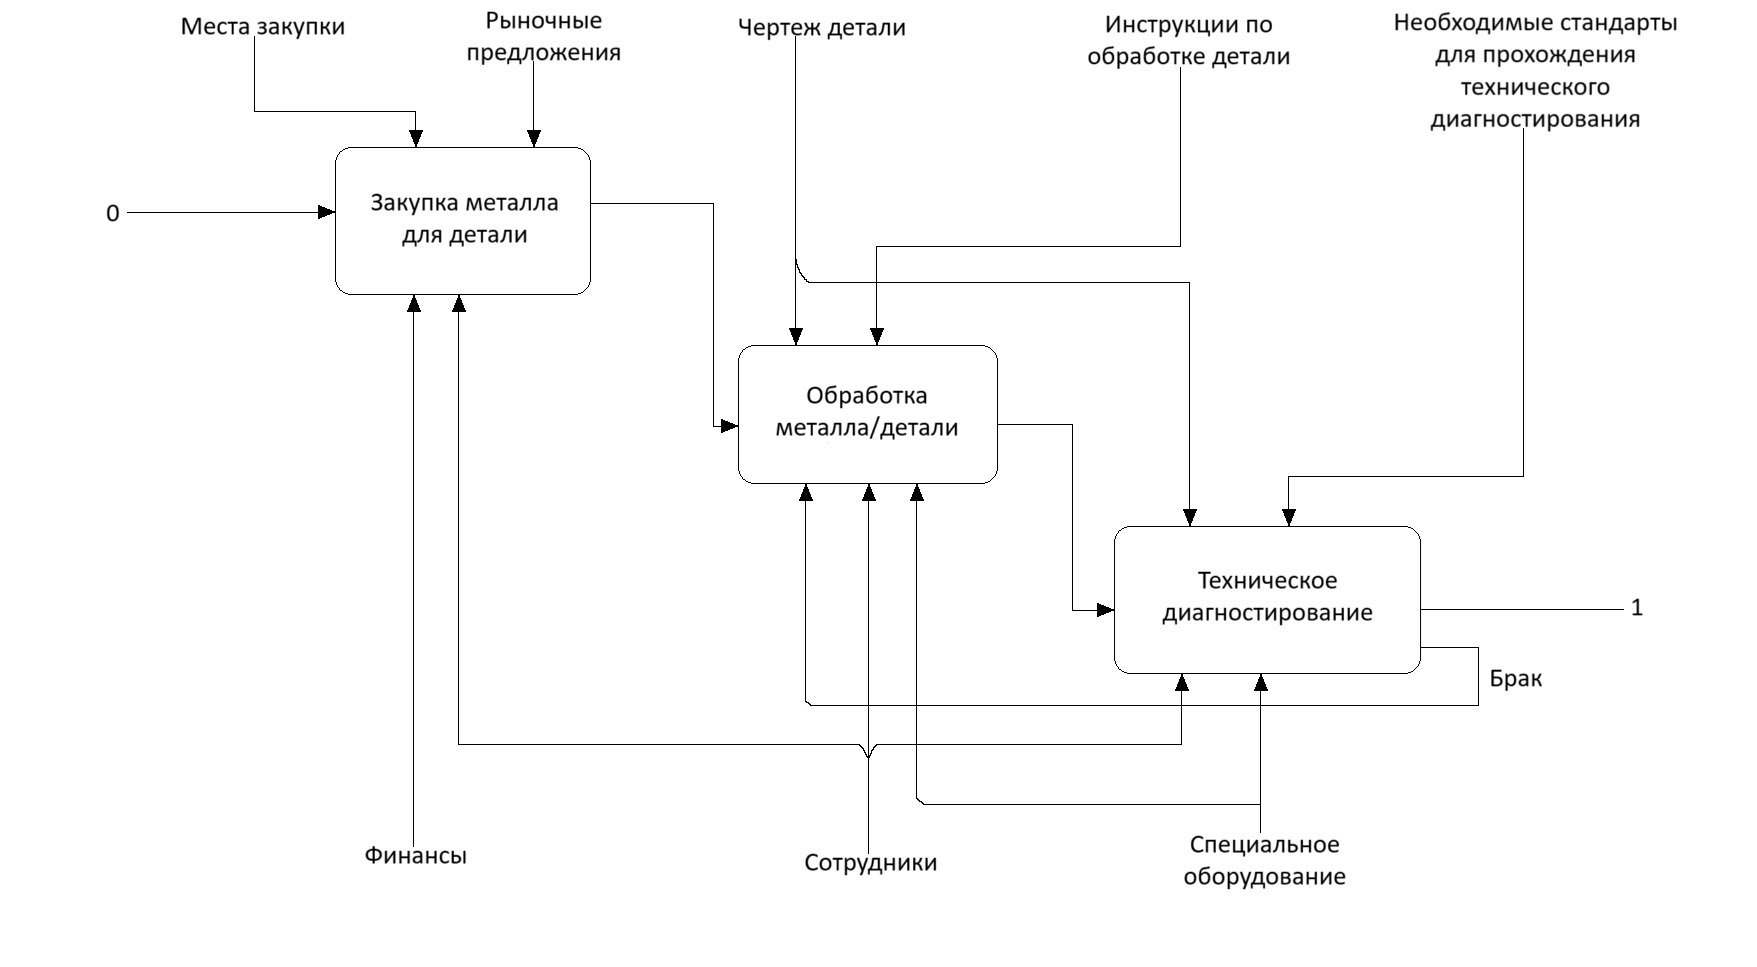 Места закупки
Рыночные
предложения
Чертеж детали
Инструкции по
обработке детали
Необходимые стандарты
для прохождения
технического
диагностирования
0
Закупка металла
для детали
Обработка
металла/детали
Техническое
диагностирование
1
Брак
Финансы
Сотрудники
Специальное
оборудование